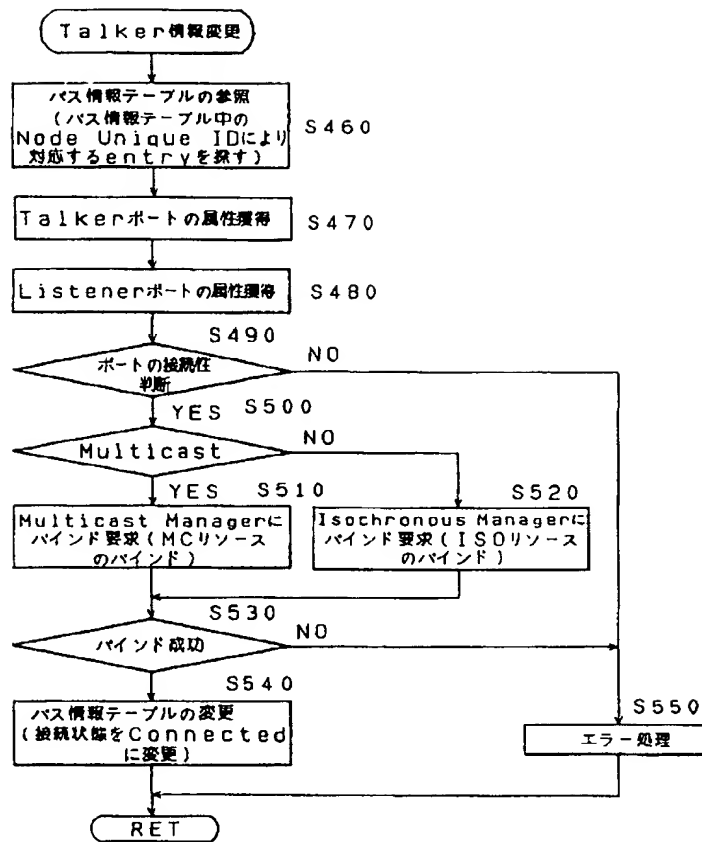 Talker情報変更
パス情報テーブルの参照
(パス情報テーブル中の
Node Unique IDにより
対応するentryを探す)
S460
Talkerポートの属性獲得
S470
Listenerポートの属性獲得
S480
S490
ポートの接続性
判断
NO
YES
S500
Multicast
NO
YES
S510
S520
Multicast Managerに
バインド要求(MCリソース
のバインド)
Isochronous Managerに
バインド要求(ISOリソース
のバインド)
S530
バインド成功
NO
S540
パス情報テーブルの変更
(接続状態をConnected
に変更)
S550
エラー処理
RET